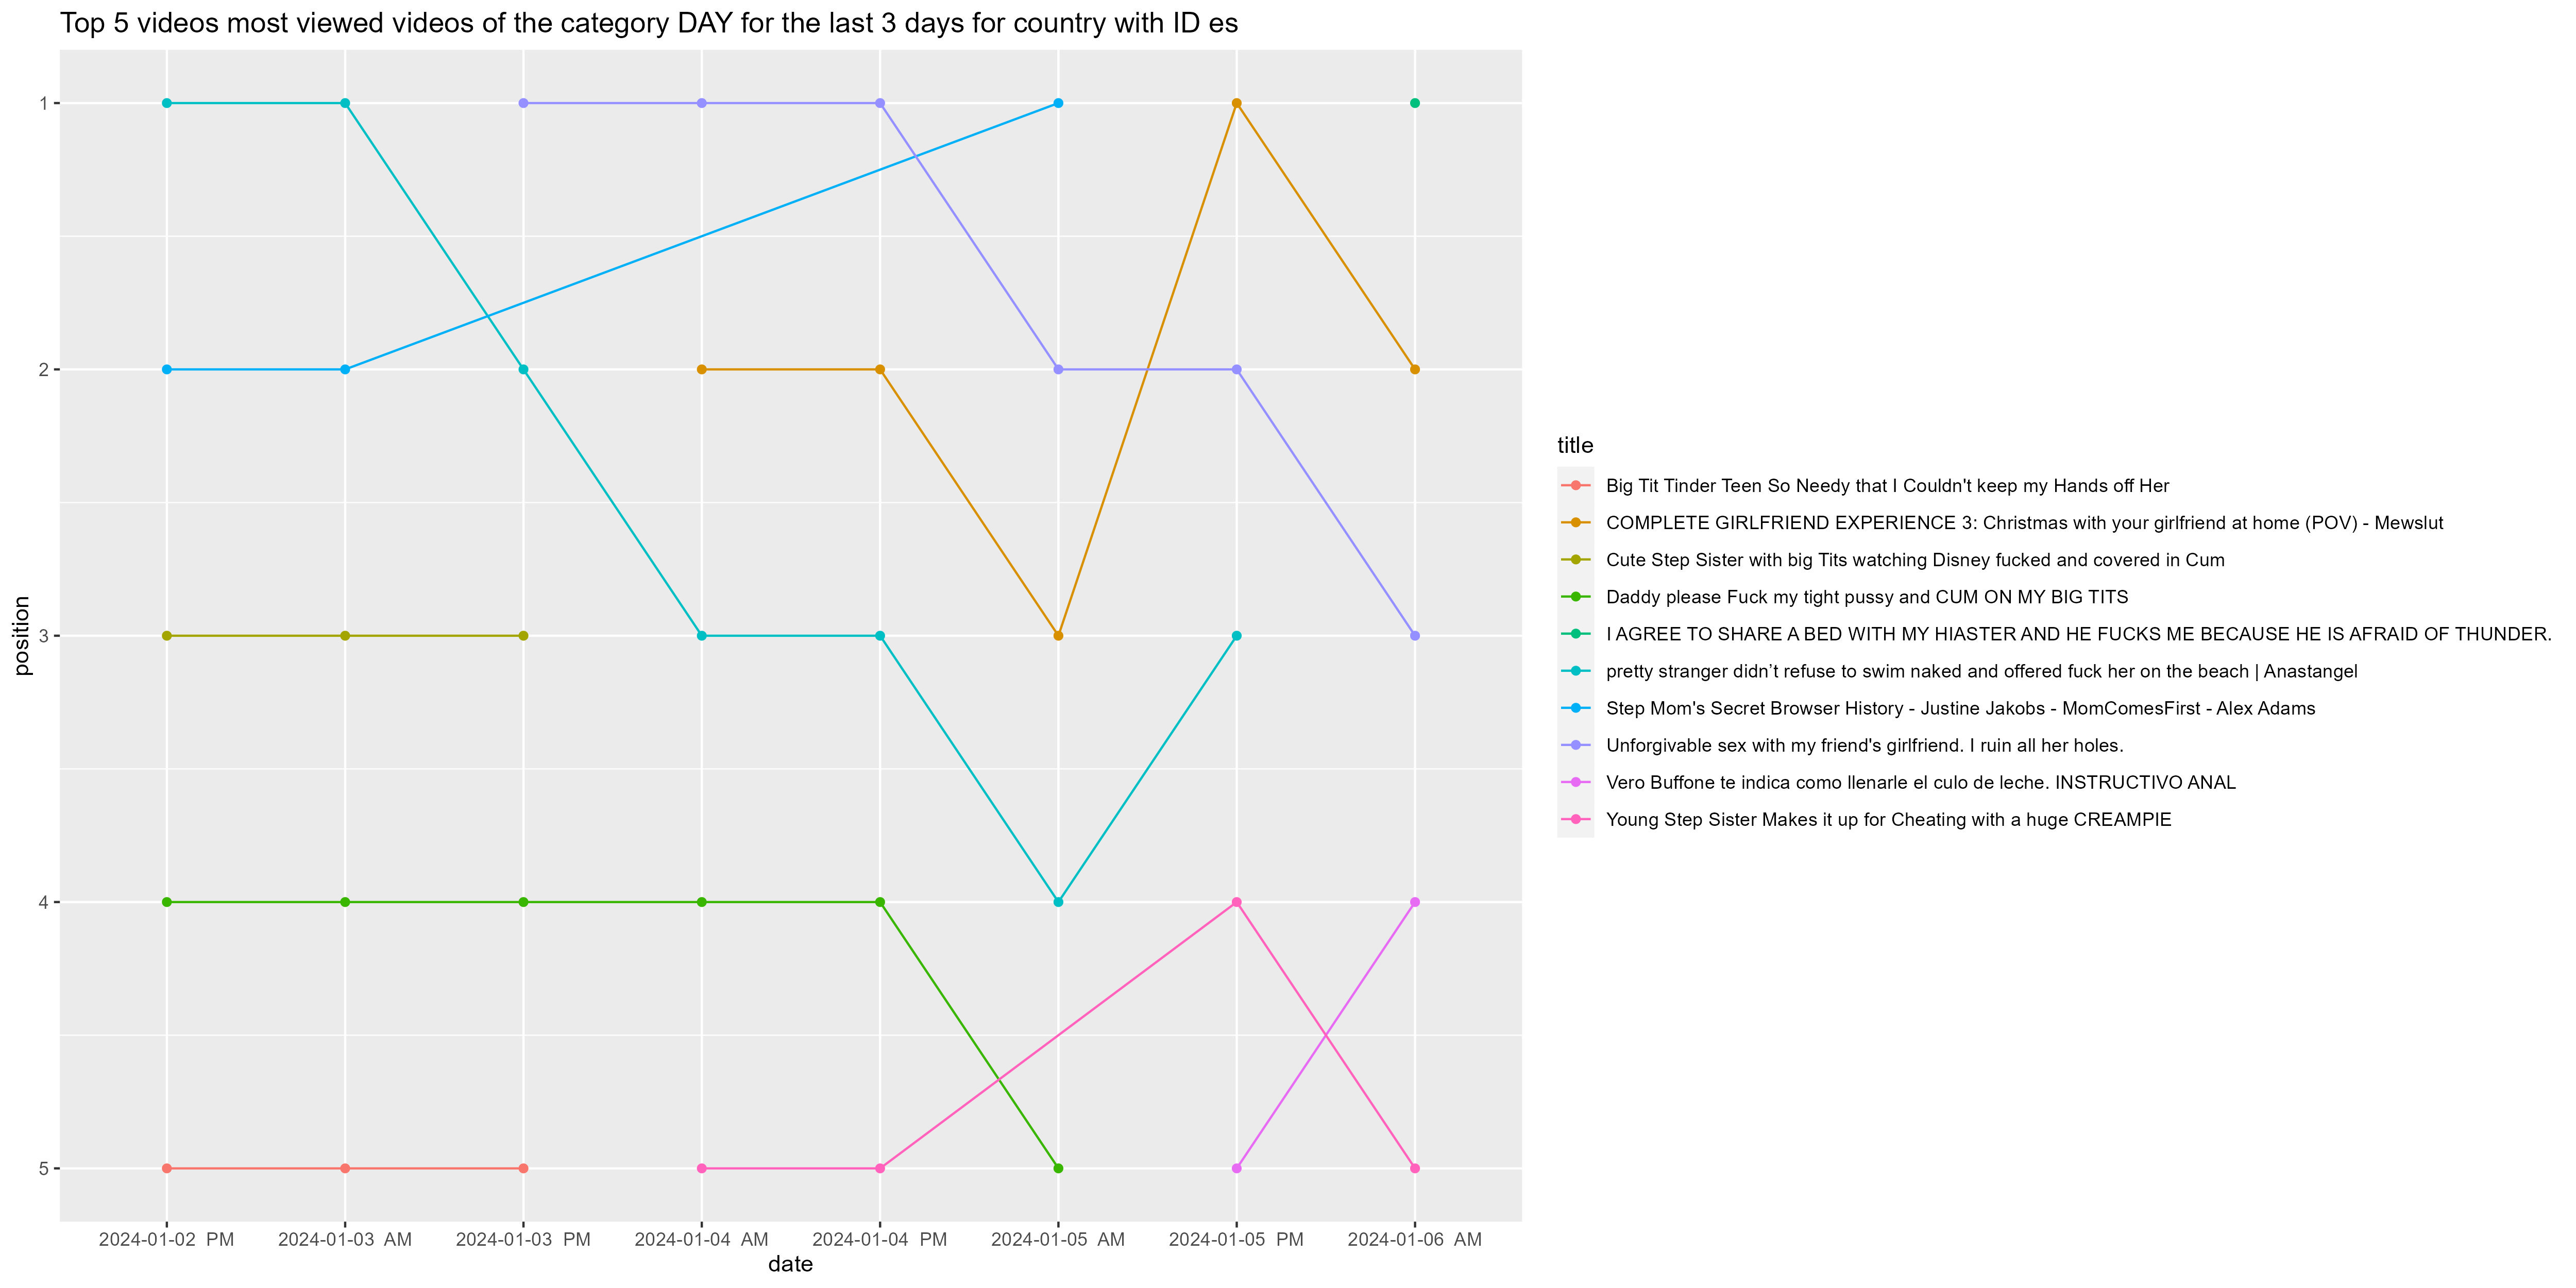 Top 5 videos most viewed videos of the category DAY for the last 3 days for country with ID es
position
1
2
3
4
5
2024-01-02 PM
2024-01-03 AM
2024-01-03 PM
2024-01-04 AM
2024-01-04 PM
2024-01-05 AM
2024-01-05 PM
2024-01-06 AM
date
title
Big Tit Tinder Teen So Needy that I Couldn't keep my Hands off Her
COMPLETE GIRLFRIEND EXPERIENCE 3: Christmas with your girlfriend at home (POV) - Mewslut
Cute Step Sister with big Tits watching Disney fucked and covered in Cum
Daddy please Fuck my tight pussy and CUM ON MY BIG TITS
I AGREE TO SHARE A BED WITH MY HIASTER AND HE FUCKS ME BECAUSE HE IS AFRAID OF THUNDER.
pretty stranger didn’t refuse to swim naked and offered fuck her on the beach | Anastangel
Step Mom's Secret Browser History - Justine Jakobs - MomComesFirst - Alex Adams
Unforgivable sex with my friend's girlfriend. I ruin all her holes.
Vero Buffone te indica como llenarle el culo de leche. INSTRUCTIVO ANAL
Young Step Sister Makes it up for Cheating with a huge CREAMPIE